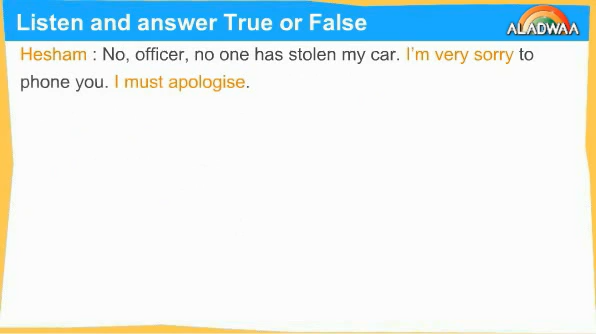 Listen and answer True or False
ALADWAA
Hesham : No, officer, no one has stolen my car. I'm very sorry to
phone you. I must apologise.